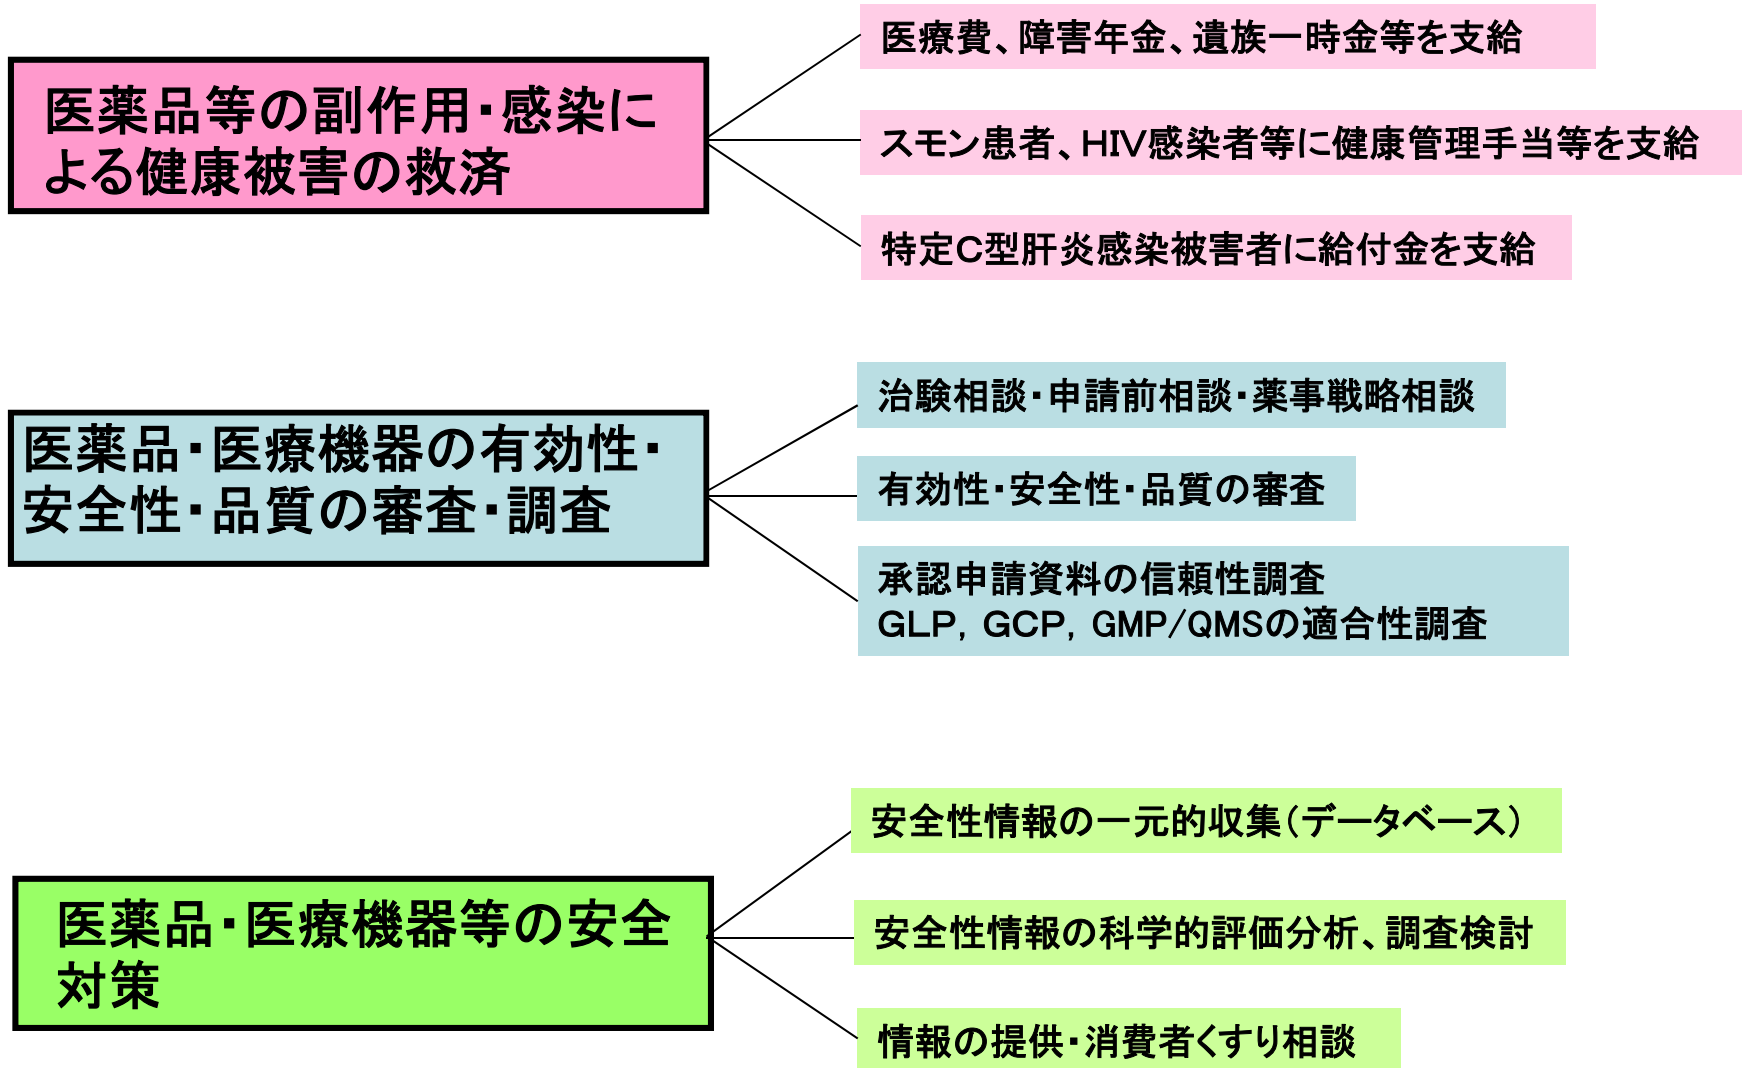 医薬品等の副作用・感染に
よる健康被害の救済
医療費、障害年金、遺族一時金等を支給
スモン患者、HIV感染者等に健康管理手当等を支給
特定C型肝炎感染被害者に給付金を支給
医薬品・医療機器の有効性・
安全性・品質の審査・調査
治験相談・申請前相談・薬事戦略相談
有効性・安全性・品質の審査
承認申請資料の信頼性調査
GLP, GCP, GMP/QMSの適合性調査
医薬品・医療機器等の安全
対策
安全性情報の一元的収集(データベース)
安全性情報の科学的評価分析、調査検討
情報の提供・消費者くすり相談